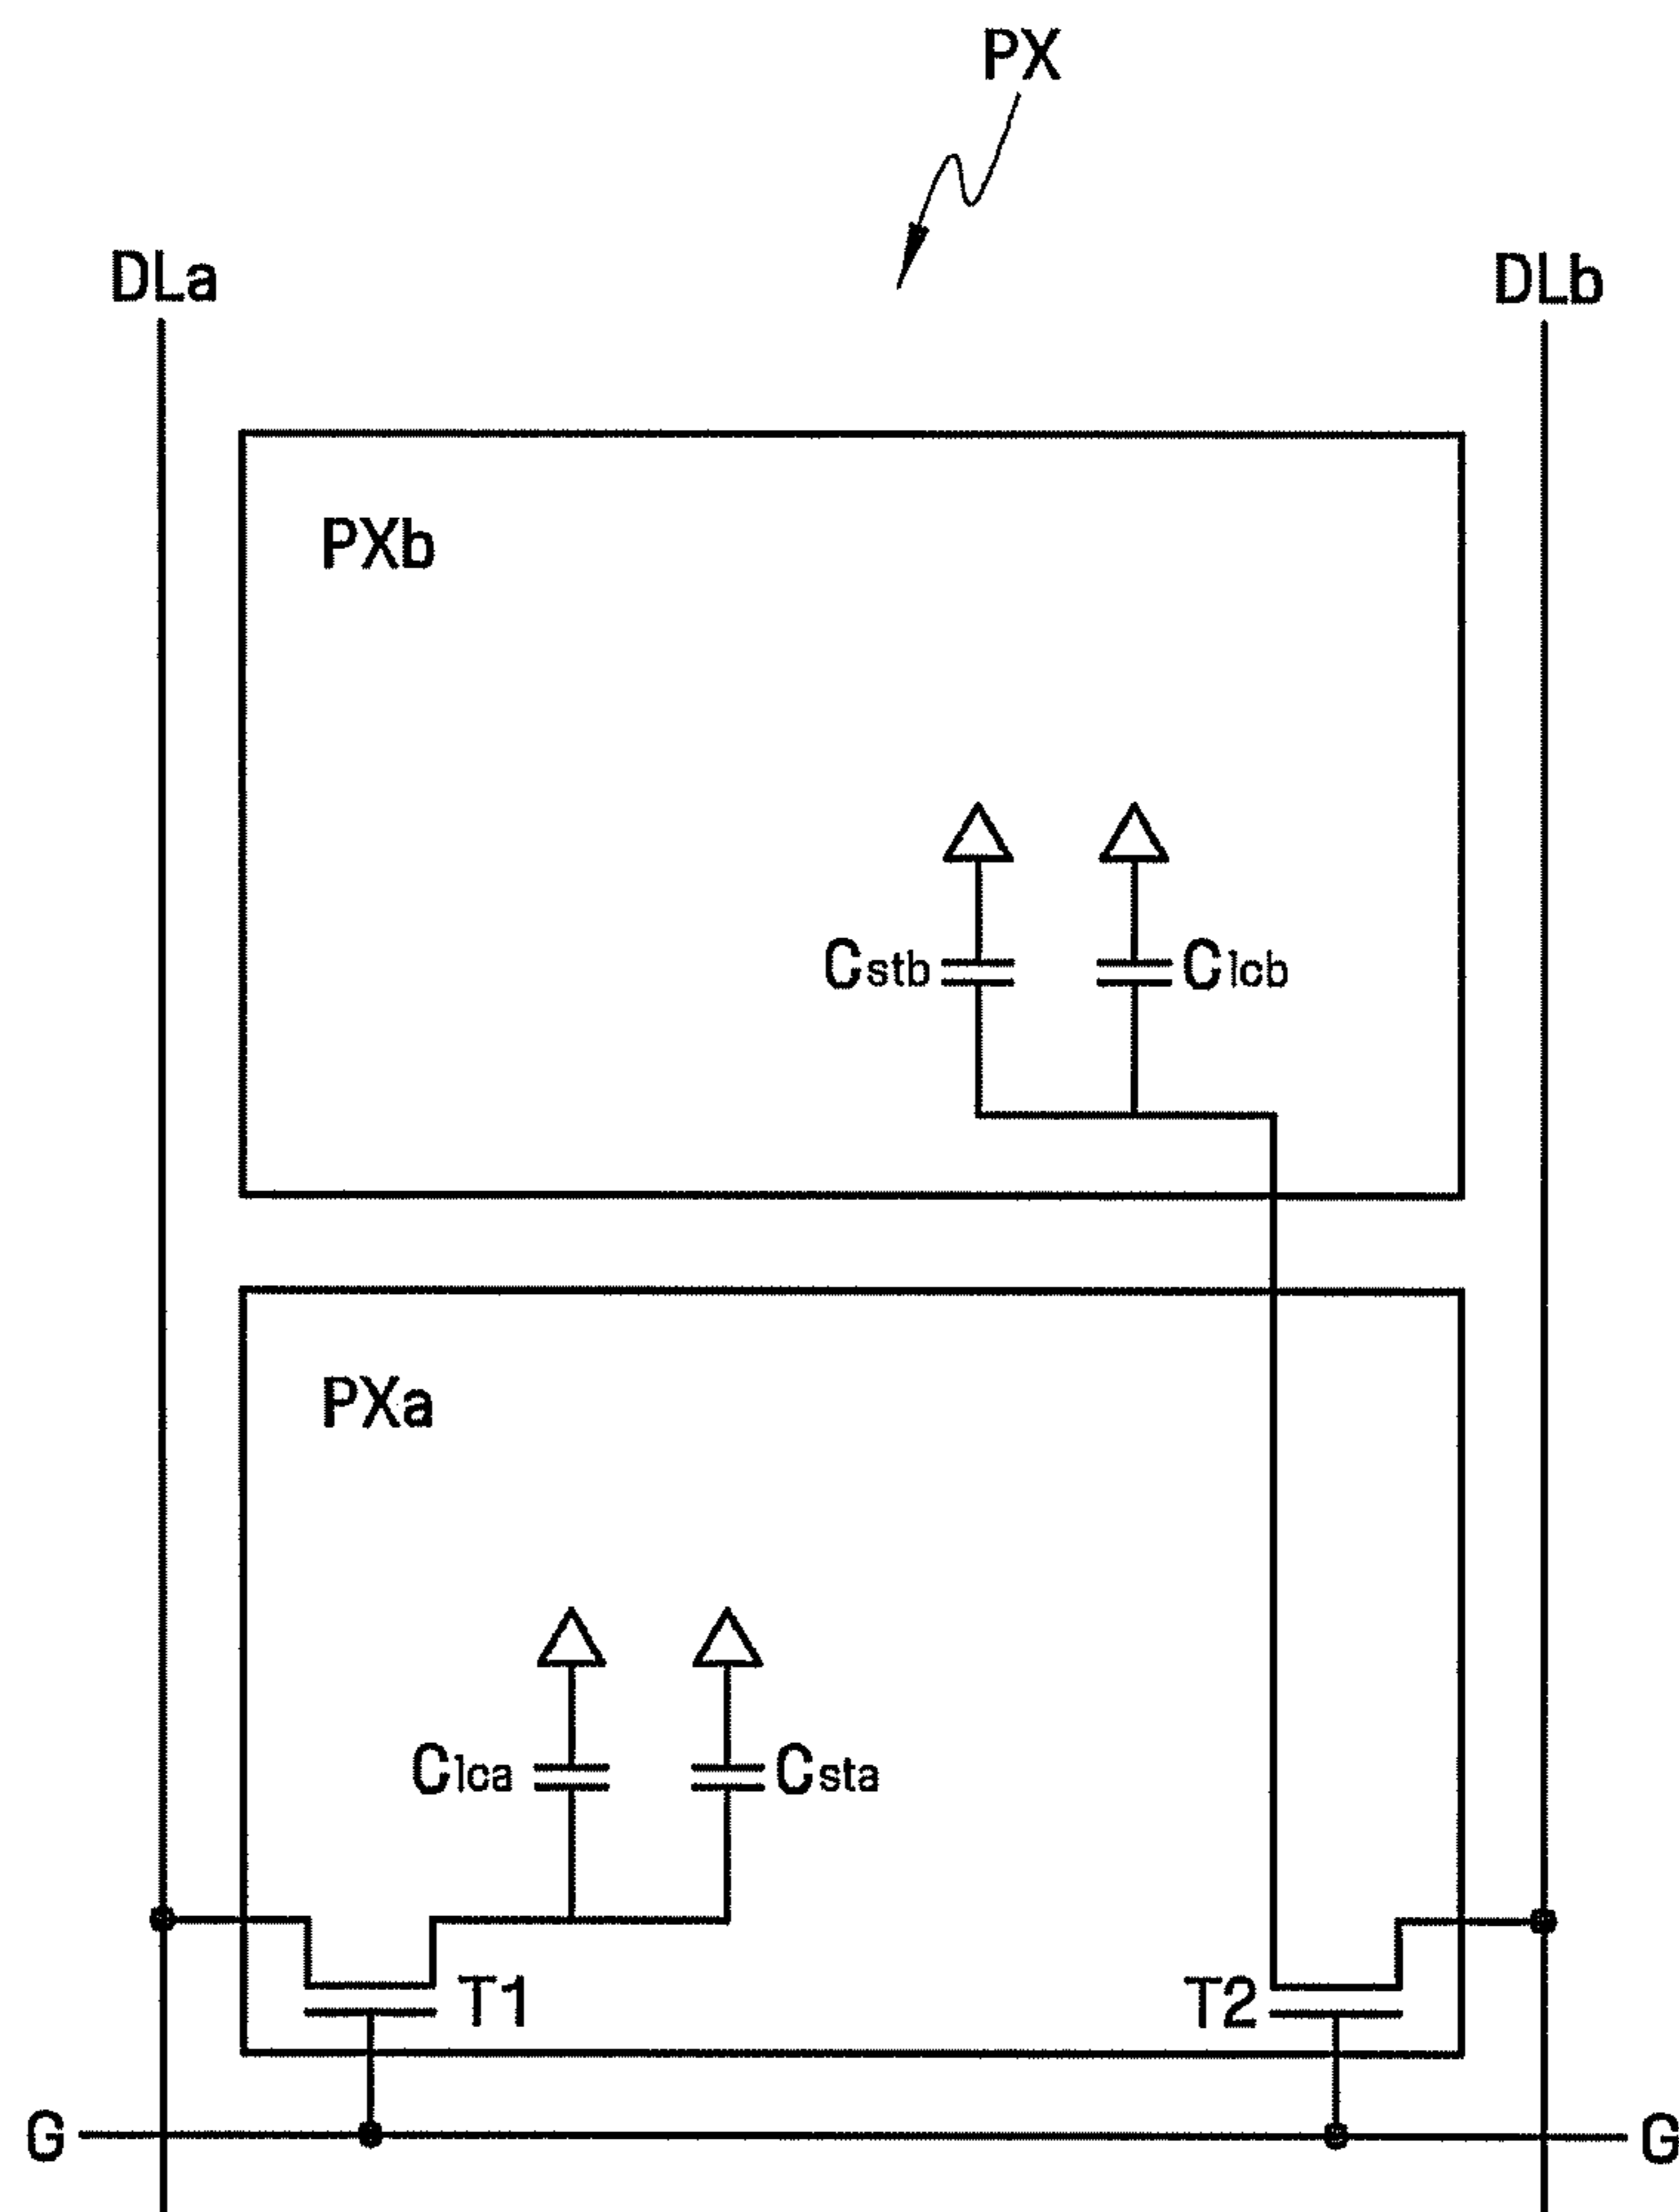 PX
DLa
DLb
PXb
Cstb
Clcb
PXa
Clca
Csta
T1
T2
G
G